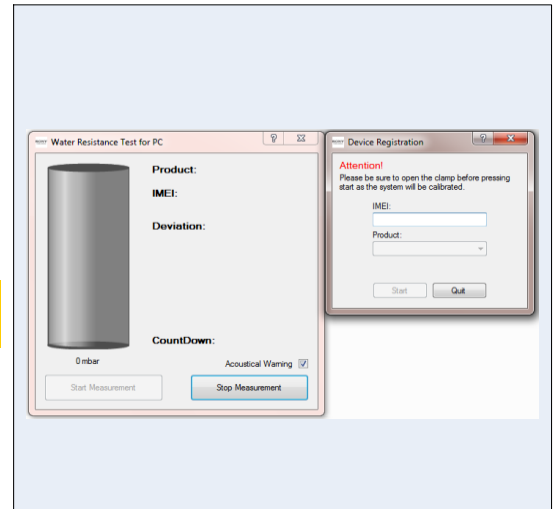 Water Resistance Test for PC
Product:
IMEI:
Deviation:
CountDown:
0 mbar
Acoustical Warning
Start Measurement
Stop Measurement
Device Registration
Attention!
Please be sure to open the clamp before pressing
start as the system will be calibrated.
IMEI:
Product:
Start
Quit